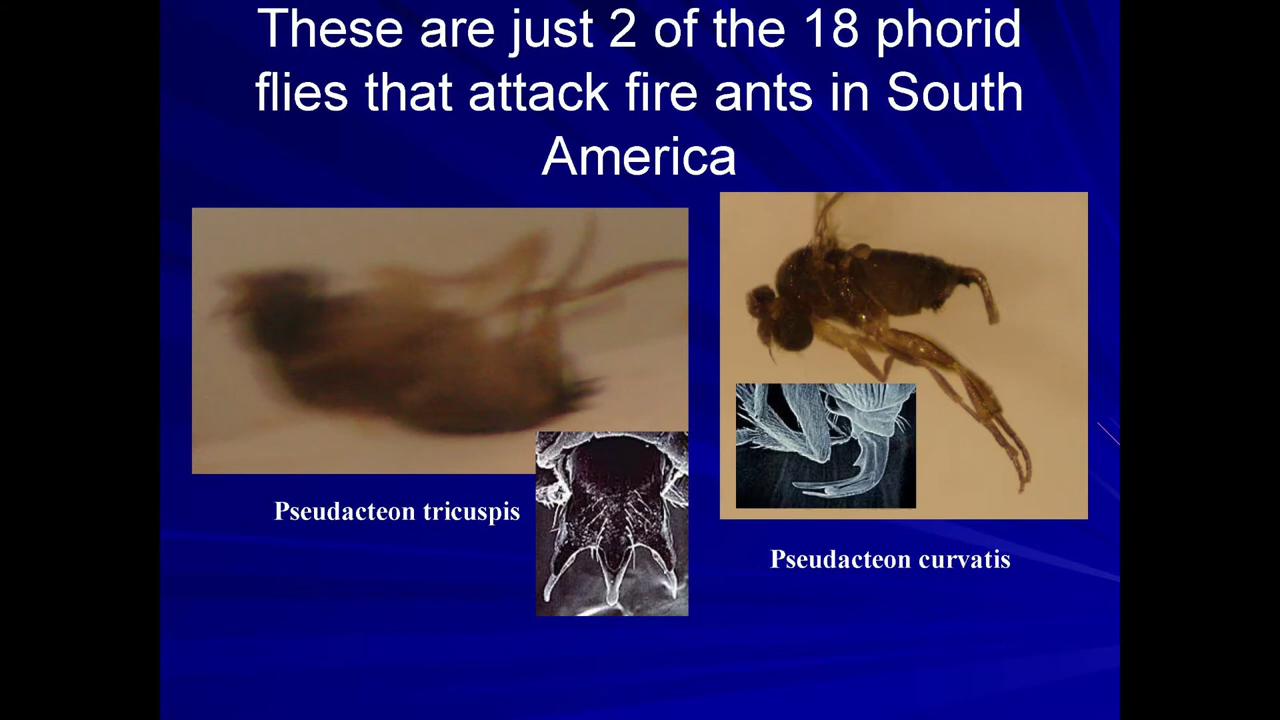 These are just 2 of the 18 phorid
flies that attack fire ants in South
America
Pseudacteon tricuspis
Pseudacteon curvatis